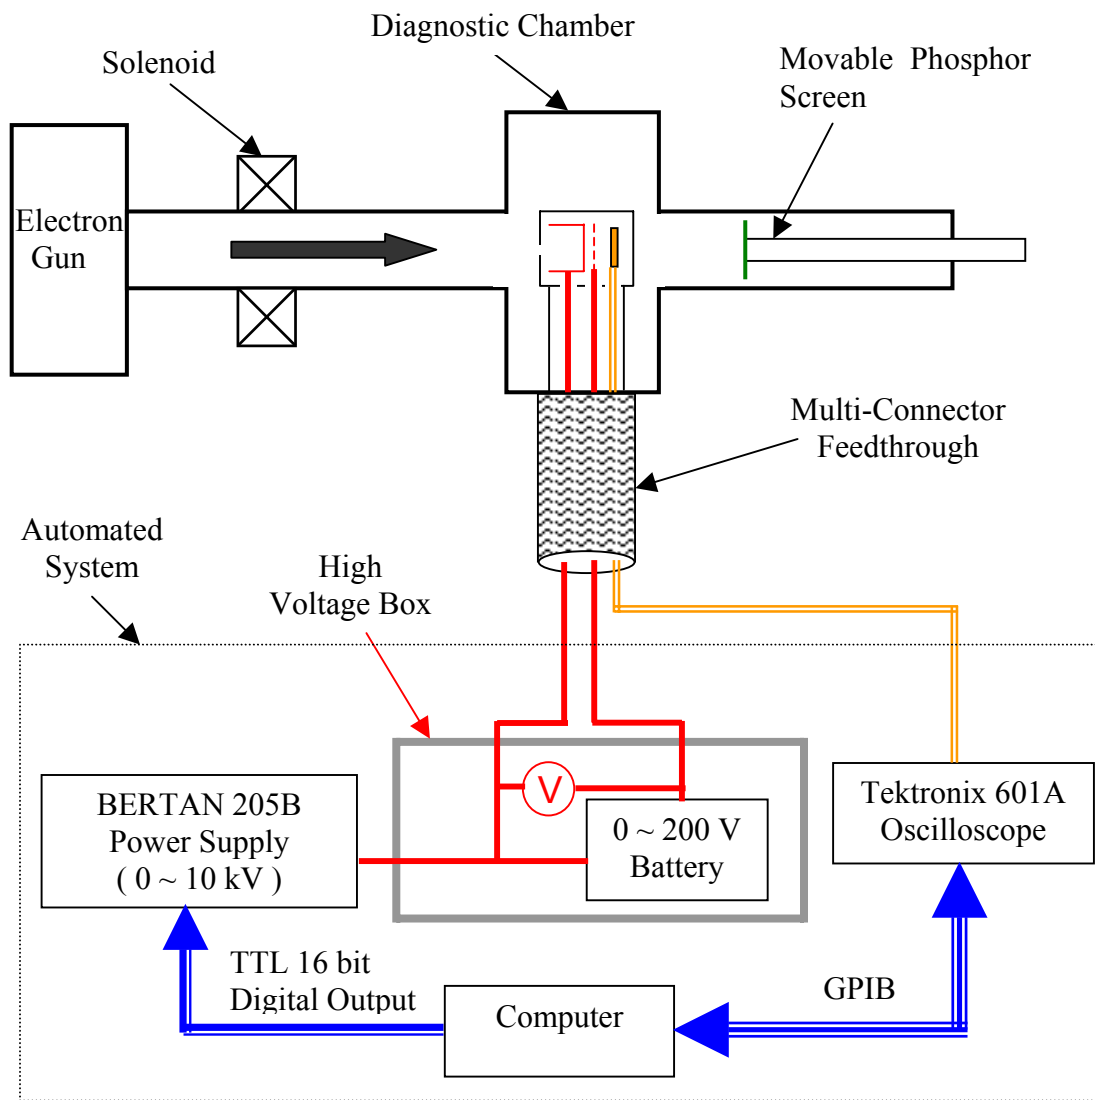 Diagnostic Chamber
Solenoid
Movable Phosphor
Screen
Electron
Gun
Multi-Connector
Feedthrough
Automated
System
High
Voltage Box
V
BERTAN 205B
Power Supply
( 0 ~ 10 kV )
0 ~ 200 V
Battery
Tektronix 601A
Oscilloscope
TTL 16 bit
Digital Output
GPIB
Computer